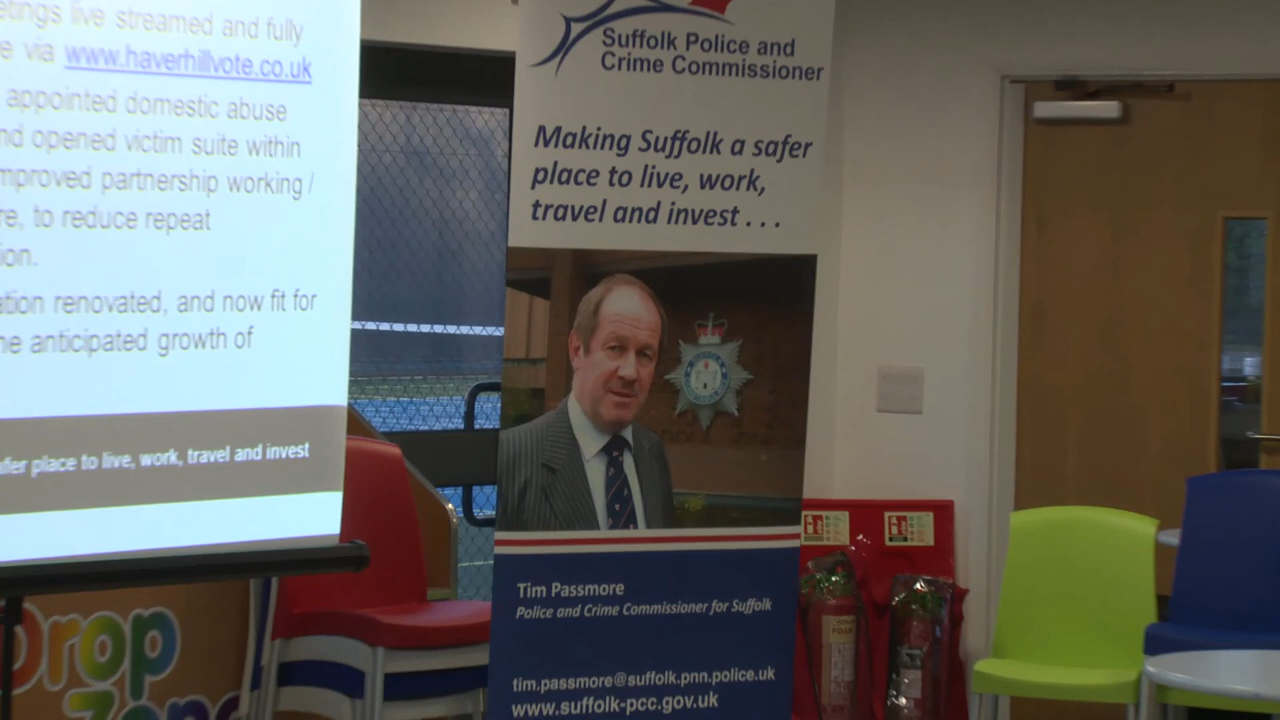 etings live streamed and fully
e via www.haverhillvote.co.uk
appointed domestic abuse
nd opened victim suite within
mproved partnership working /
re, to reduce repeat
ion.
ation renovated, and now fit for
he anticipated growth of
afer place to live, work, travel and invest
Suffolk Police and
Crime Commissioner
Making Suffolk a safer
place to live, work,
travel and invest . . .
Tim Passmore
Police and Crime Commissioner for Suffolk
tim.passmore@suffolk.pnn.police.uk
www.suffolk-pcc.gov.uk
Drop
Zone
FOAM